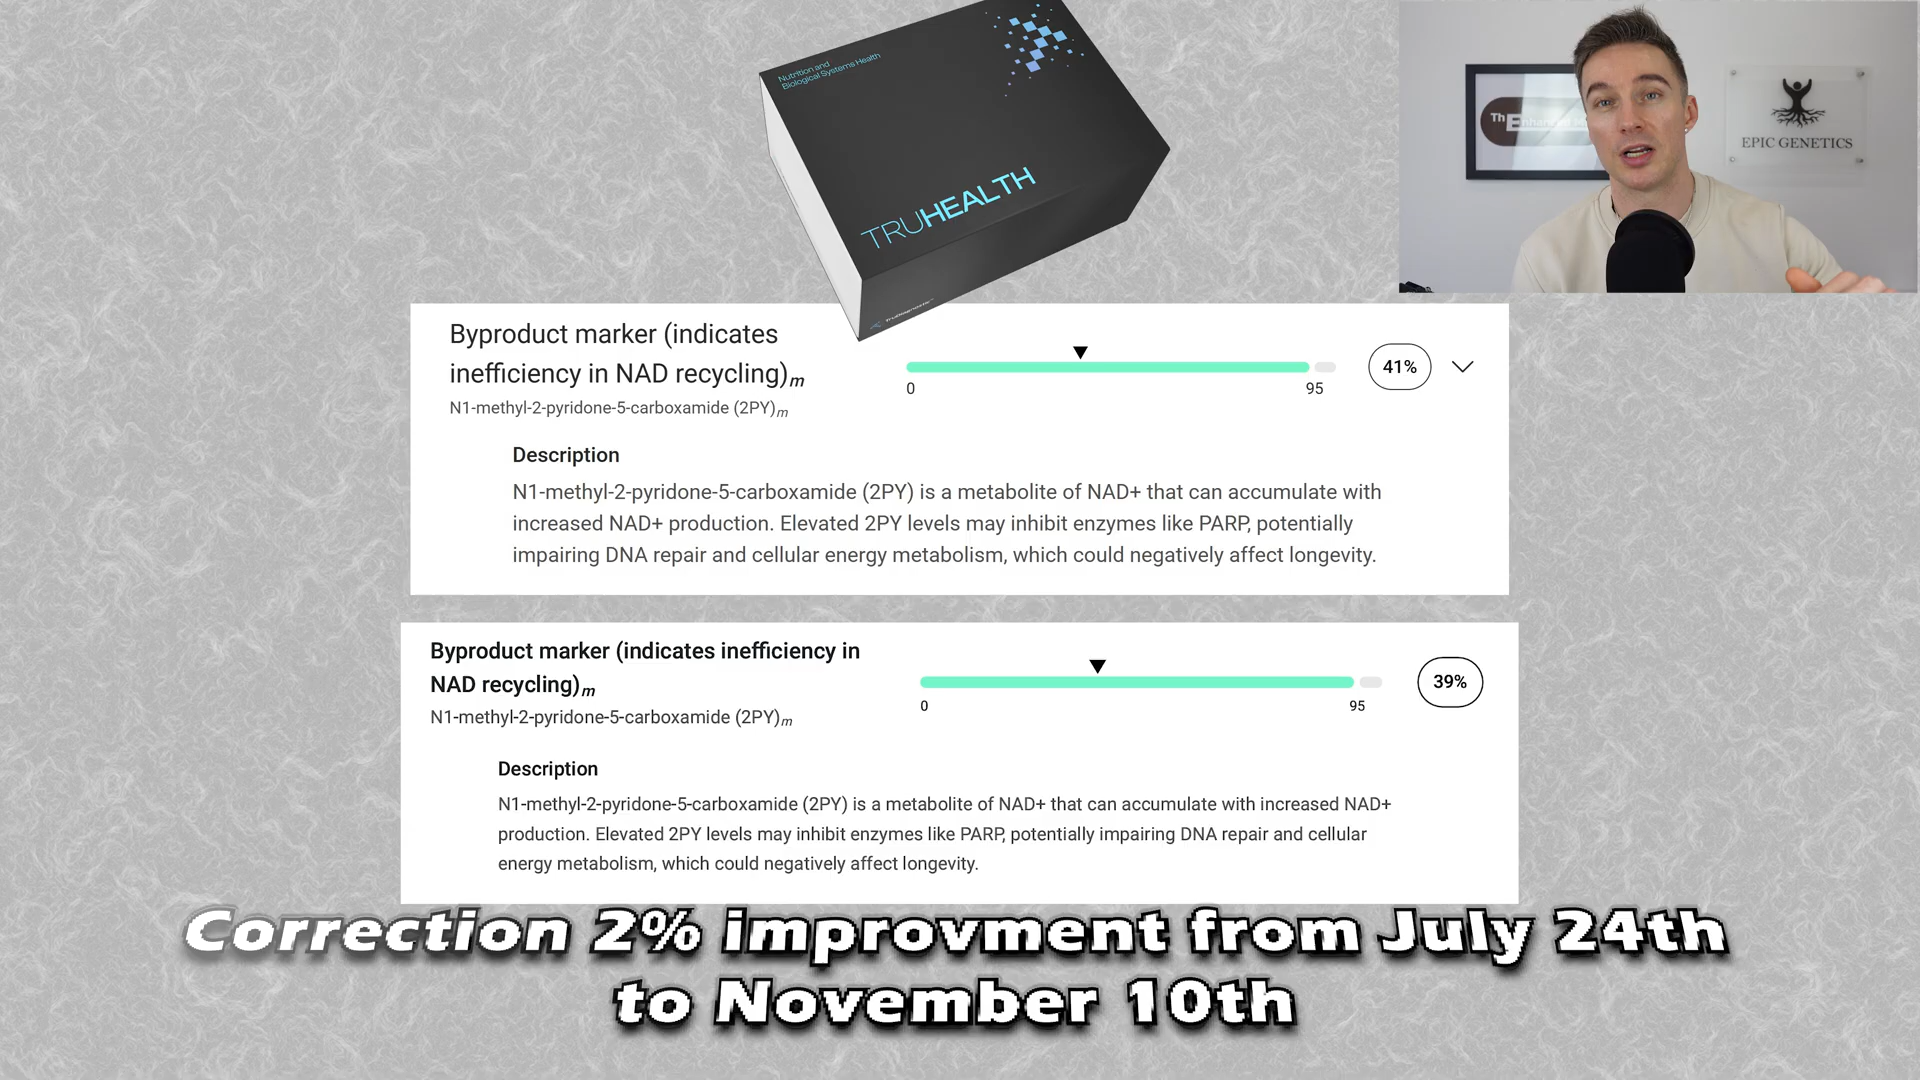 Nutrition and
Biological Systems Health
TRUHEALTH
TruDiagnostic™
Th Enhanced M
EPIC GENETICS
Byproduct marker (indicates
inefficiency in NAD recycling)m
N1-methyl-2-pyridone-5-carboxamide (2PY)m
0 95
41%
Description
N1-methyl-2-pyridone-5-carboxamide (2PY) is a metabolite of NAD+ that can accumulate with
increased NAD+ production. Elevated 2PY levels may inhibit enzymes like PARP, potentially
impairing DNA repair and cellular energy metabolism, which could negatively affect longevity.
Byproduct marker (indicates inefficiency in
NAD recycling)m
N1-methyl-2-pyridone-5-carboxamide (2PY)m
0 95
39%
Description
N1-methyl-2-pyridone-5-carboxamide (2PY) is a metabolite of NAD+ that can accumulate with increased NAD+
production. Elevated 2PY levels may inhibit enzymes like PARP, potentially impairing DNA repair and cellular
energy metabolism, which could negatively affect longevity.
Correction 2% improvment from July 24th
to November 10th